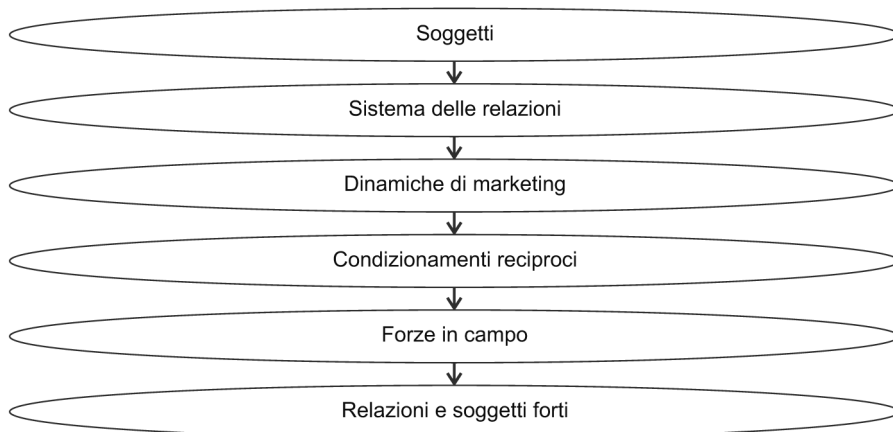 Soggetti
Sistema delle relazioni
Dinamiche di marketing
Condizionamenti reciproci
Forze in campo
Relazioni e soggetti forti